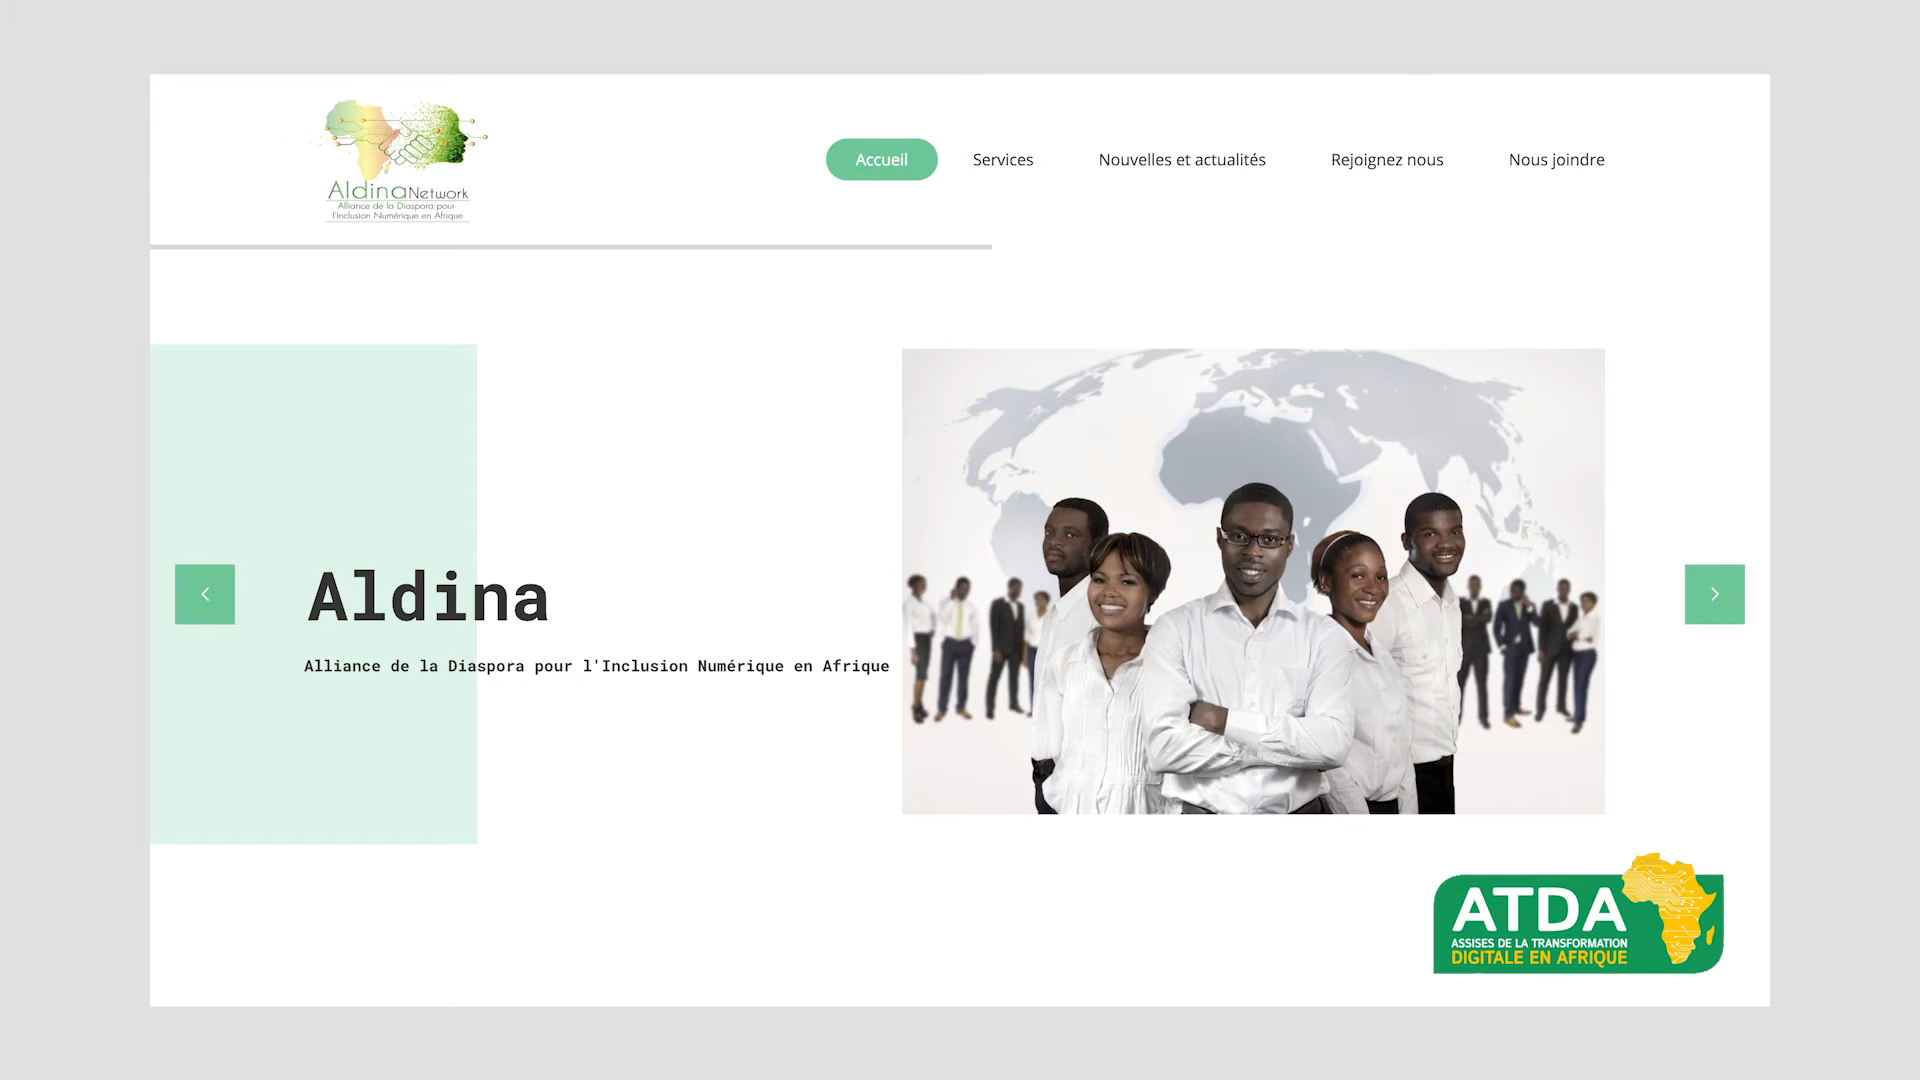 AldinaNetwork
Alliance de la Diaspora pour
l'Inclusion Numérique en Afrique
Accueil
Services
Nouvelles et actualités
Rejoignez nous
Nous joindre
Aldina
Alliance de la Diaspora pour l'Inclusion Numérique en Afrique
ATDA
ASSISES DE LA TRANSFORMATION
DIGITALE EN AFRIQUE